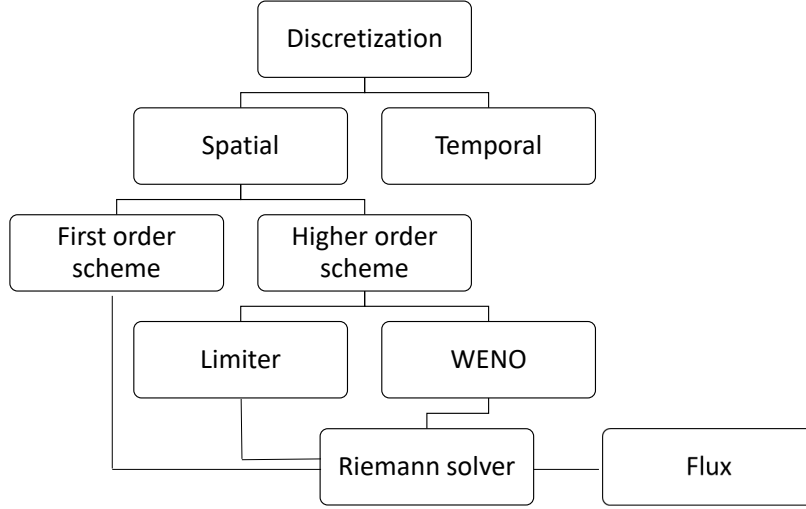 Discretization
Spatial
Temporal
First order
scheme
Higher order
scheme
Limiter
WENO
Riemann solver
Flux